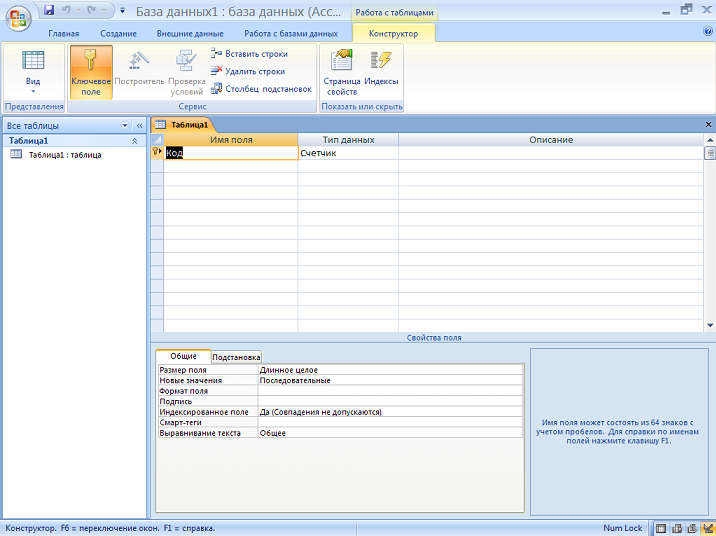 База данных1 : база данных (Acc...
Работа с таблицами
Главная
Создание
Внешние данные
Работа с базами данных
Конструктор
Вид
Ключевое
поле
Построитель
Проверка
условий
Вставить строки
Удалить строки
Столбец подстановок
Страница
свойств
Индексы
Представления
Сервис
Показать или скрыть
Все таблицы
Таблица1
Таблица1 : таблица
Таблица1
Имя поля
Тип данных
Описание
Код
Счетчик
Свойства поля
Общие
Подстановка
Размер поля
Длинное целое
Новые значения
Последовательные
Формат поля
Подпись
Индексированное поле
Да (Совпадения не допускаются)
Смарт-теги
Выравнивание текста
Общее
Имя поля может состоять из 64 знаков с
учетом пробелов. Для справки по именам
полей нажмите клавишу F1.
Конструктор. F6 = переключение окон. F1 = справка.
Num Lock